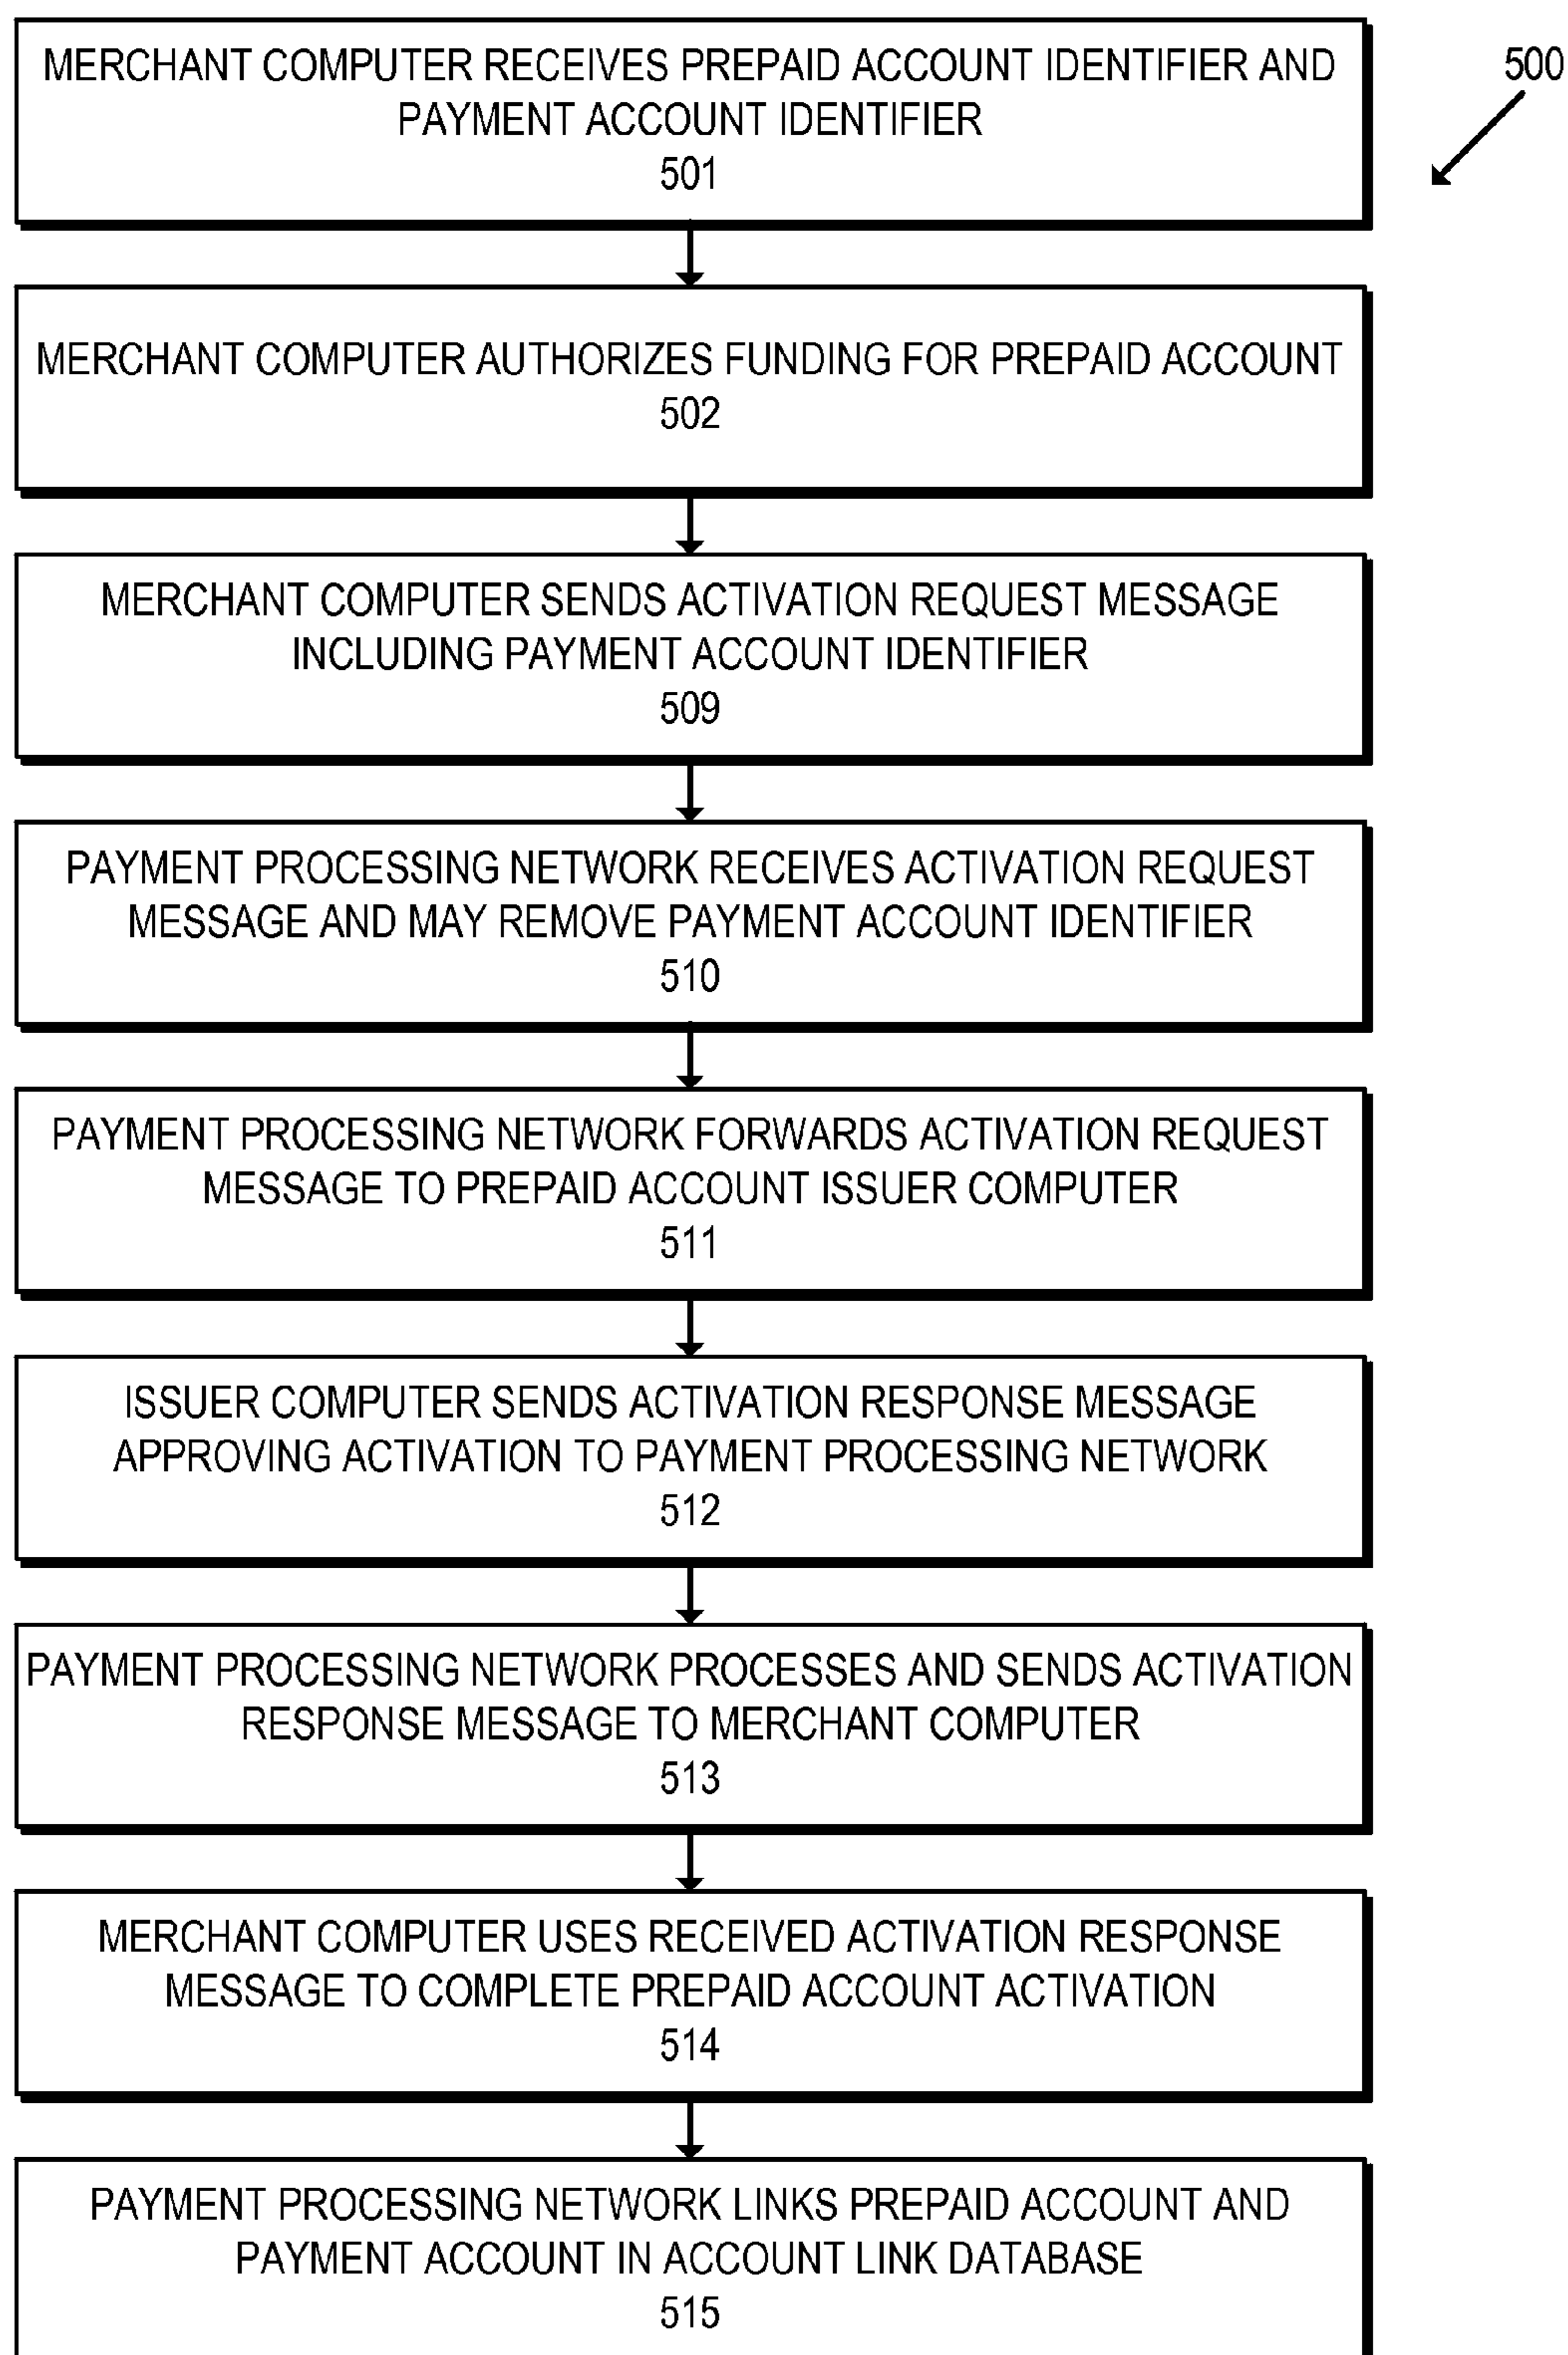 MERCHANT COMPUTER RECEIVES PREPAID ACCOUNT IDENTIFIER AND
PAYMENT ACCOUNT IDENTIFIER
501
500
MERCHANT COMPUTER AUTHORIZES FUNDING FOR PREPAID ACCOUNT
502
MERCHANT COMPUTER SENDS ACTIVATION REQUEST MESSAGE
INCLUDING PAYMENT ACCOUNT IDENTIFIER
509
PAYMENT PROCESSING NETWORK RECEIVES ACTIVATION REQUEST
MESSAGE AND MAY REMOVE PAYMENT ACCOUNT IDENTIFIER
510
PAYMENT PROCESSING NETWORK FORWARDS ACTIVATION REQUEST
MESSAGE TO PREPAID ACCOUNT ISSUER COMPUTER
511
ISSUER COMPUTER SENDS ACTIVATION RESPONSE MESSAGE
APPROVING ACTIVATION TO PAYMENT PROCESSING NETWORK
512
PAYMENT PROCESSING NETWORK PROCESSES AND SENDS ACTIVATION
RESPONSE MESSAGE TO MERCHANT COMPUTER
513
MERCHANT COMPUTER USES RECEIVED ACTIVATION RESPONSE
MESSAGE TO COMPLETE PREPAID ACCOUNT ACTIVATION
514
PAYMENT PROCESSING NETWORK LINKS PREPAID ACCOUNT AND
PAYMENT ACCOUNT IN ACCOUNT LINK DATABASE
515